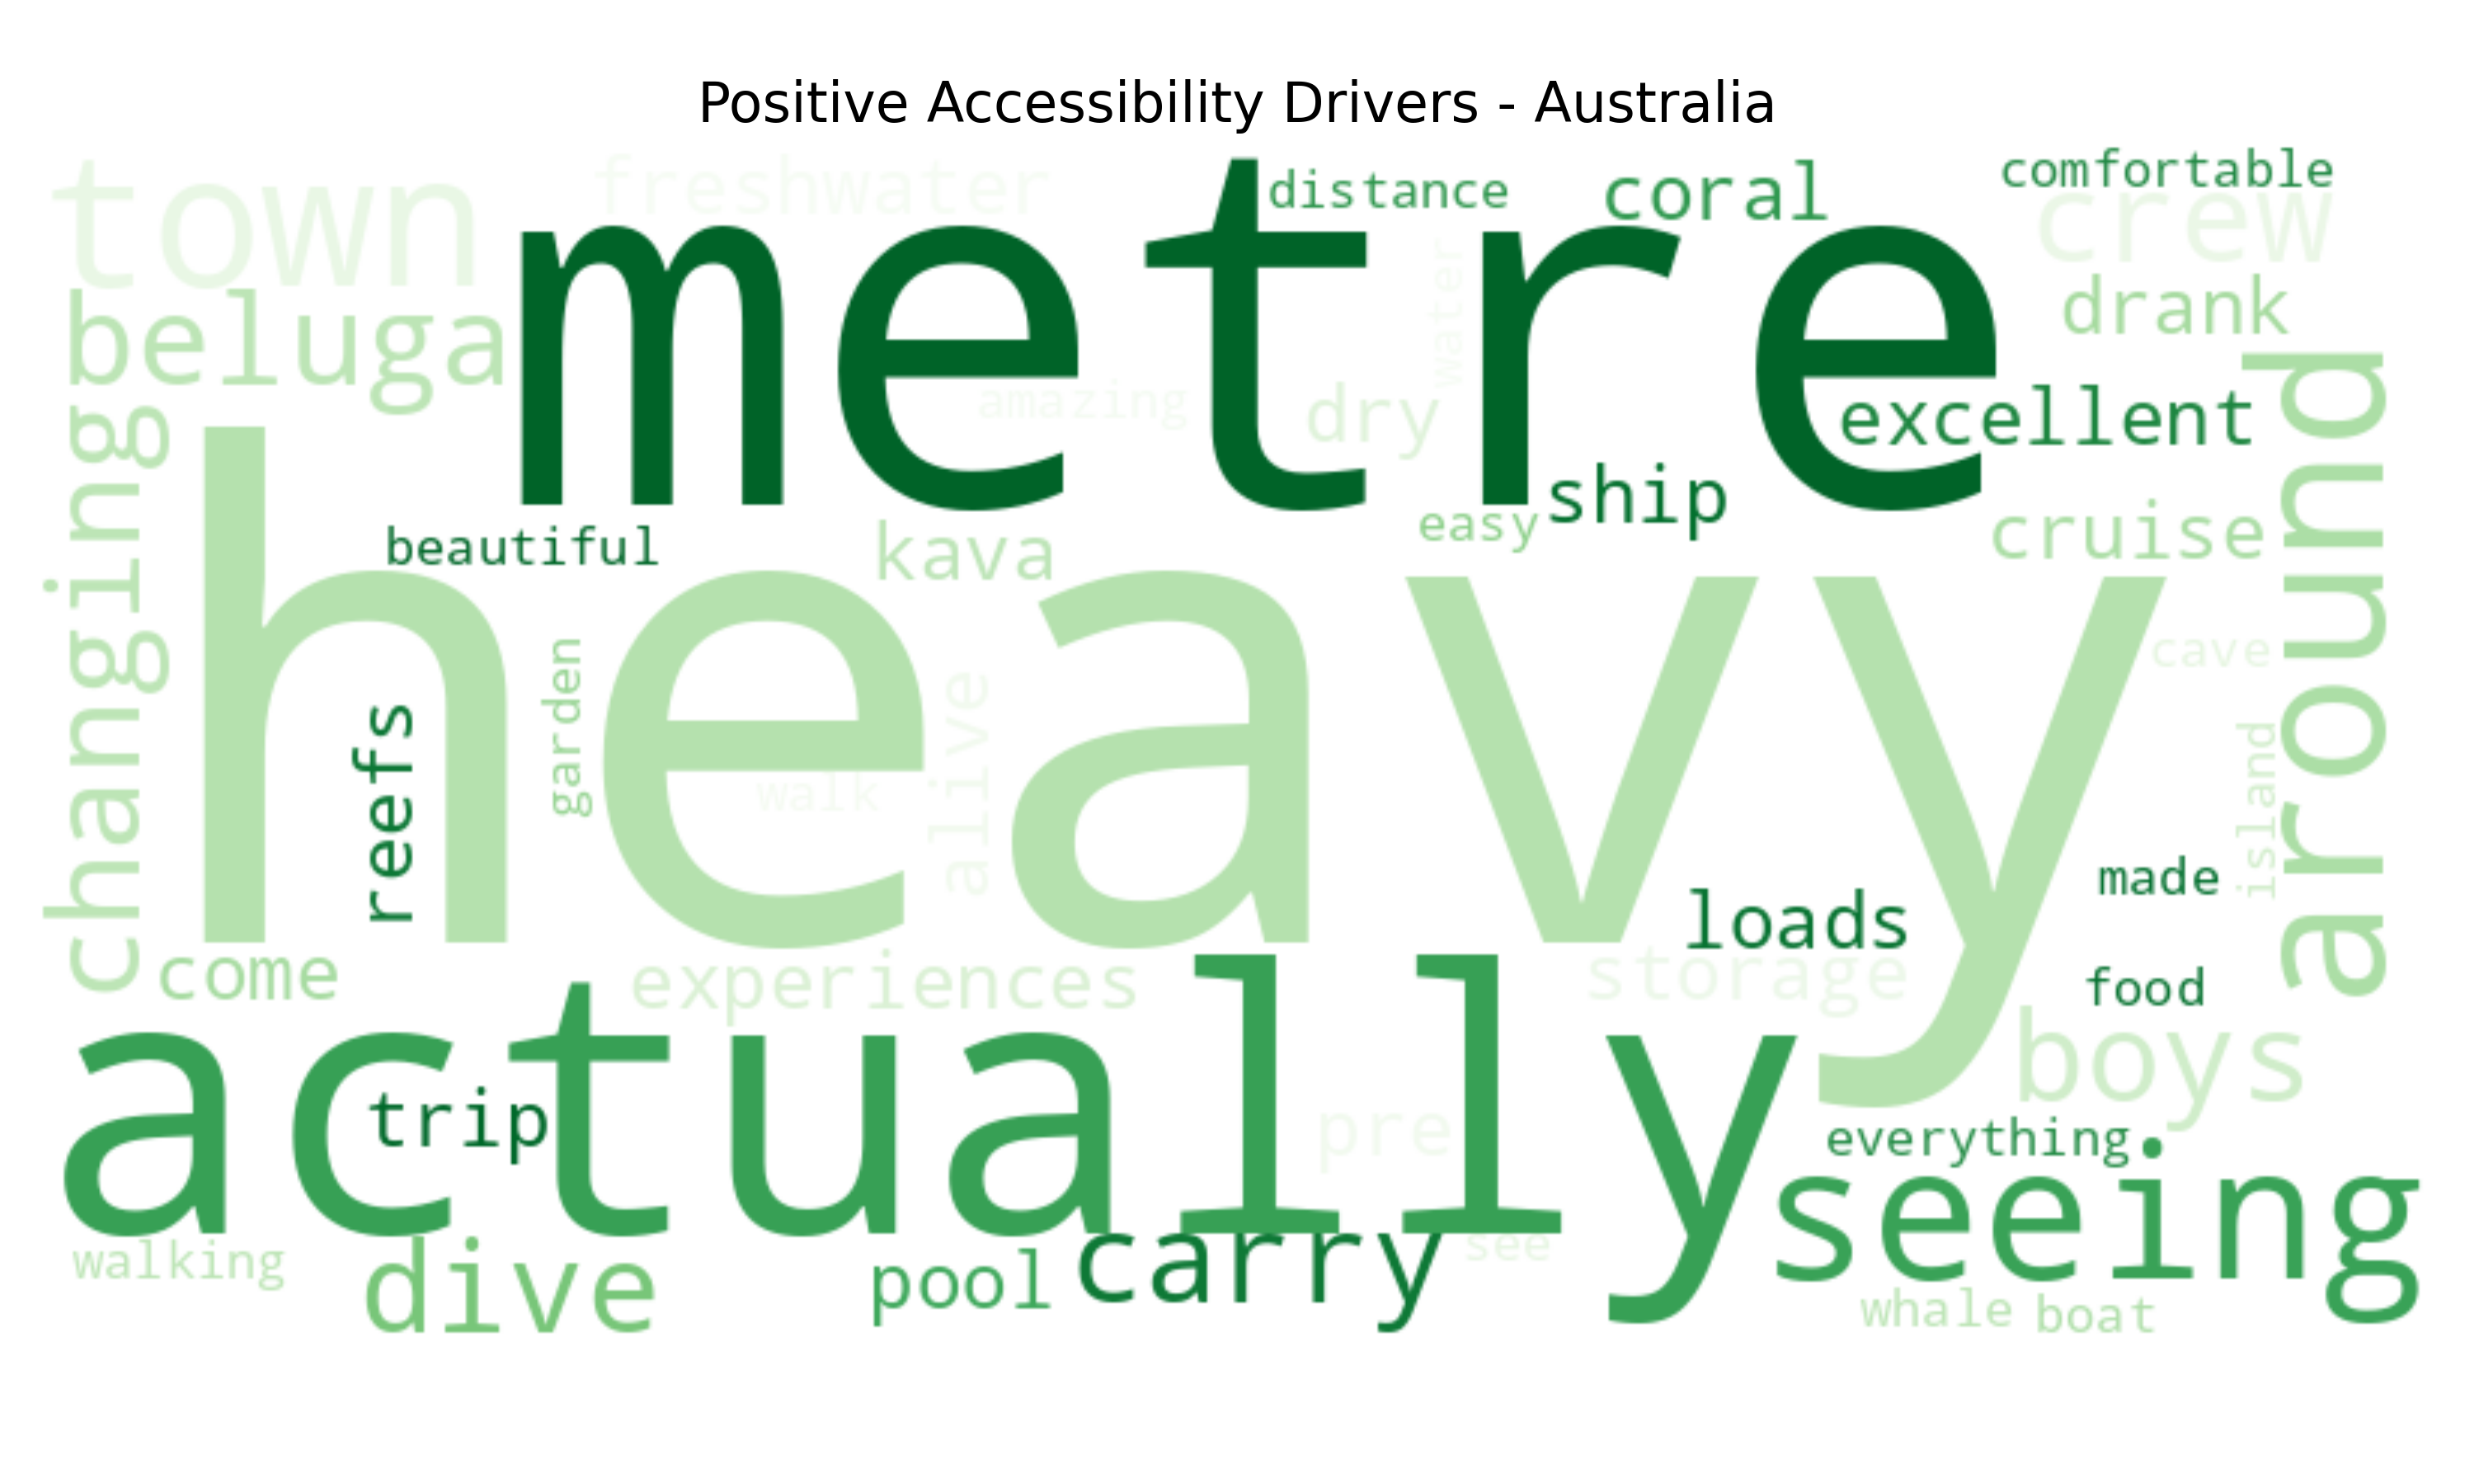 Positive Accessibility Drivers - Australia
town
freshwater
distance
coral
comfortable
crew
metre
water
drank
beluga
amazing
dry
excellent
around
changing
ship
easy
beautiful
kava
cruise
heavy
cave
garden
reefs
alive
walk
island
made
loads
come
experiences
storage
food
actually
boys
trip
pre
everything
seeing
walking
dive
pool
carry
see
whale
boat